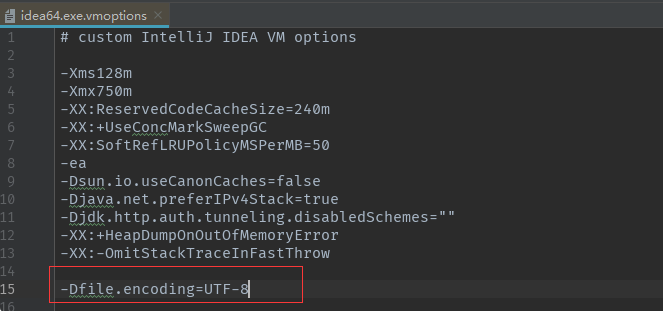 idea64.exe.vmoptions ×
1 # custom IntelliJ IDEA VM options
2
3 -Xms128m
4 -Xmx750m
5 -XX:ReservedCodeCacheSize=240m
6 -XX:+UseConcMarkSweepGC
7 -XX:SoftRefLRUPolicyMSPerMB=50
8 -ea
9 -Dsun.io.useCanonCaches=false
10 -Djava.net.preferIPv4Stack=true
11 -Djdk.http.auth.tunneling.disabledSchemes=""
12 -XX:+HeapDumpOnOutOfMemoryError
13 -XX:-OmitStackTraceInFastThrow
14
15 -Dfile.encoding=UTF-8
16